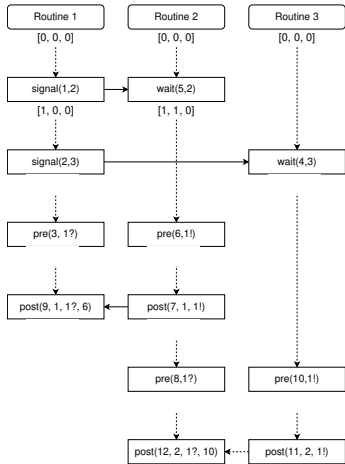 Routine 1 Routine 2 Routine 3
[0, 0, 0] [0, 0, 0] [0, 0, 0]
signal(1,2) wait(5,2)
[1, 0, 0] [1, 1, 0]
signal(2,3) wait(4,3)
pre(3, 1?) pre(6,1!)
post(9, 1, 1?, 6) post(7, 1, 1!)
pre(8,1?) pre(10,1!)
post(12, 2, 1?, 10) post(11, 2, 1!)